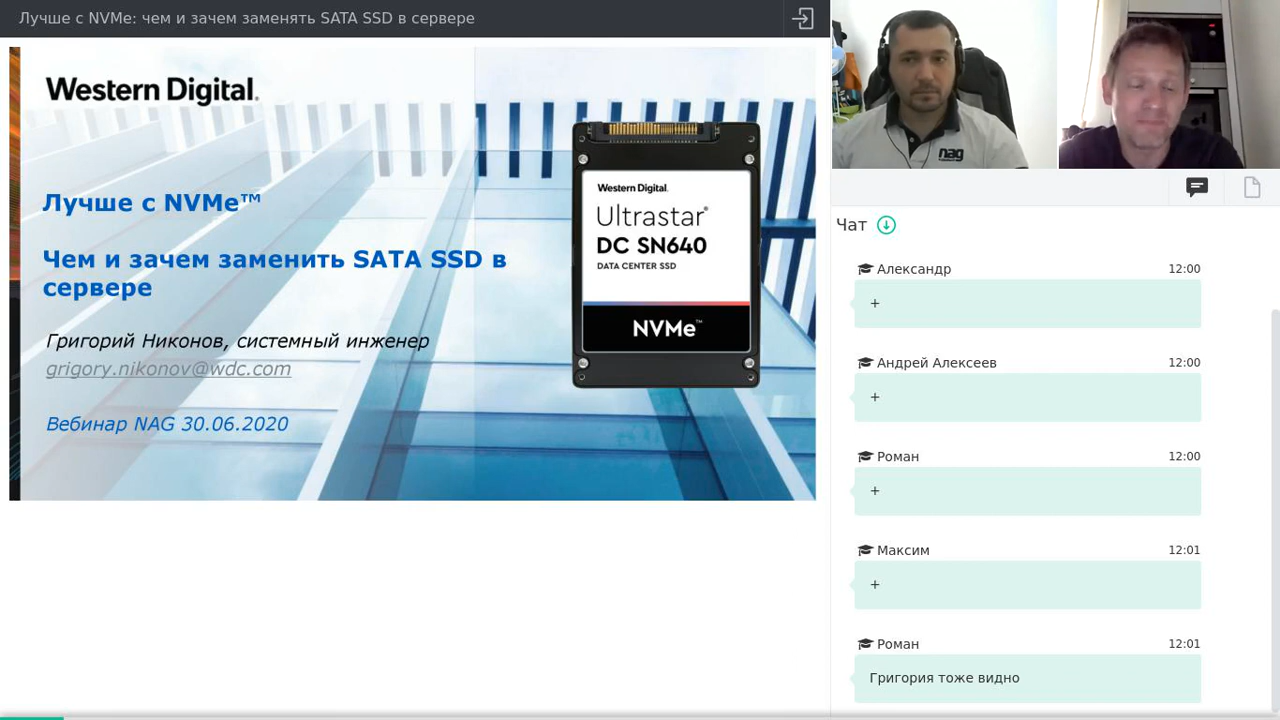 Лучше с NVMe: чем и зачем заменять SATA SSD в сервере
Western Digital.
Лучше с NVMe™
Чем и зачем заменить SATA SSD в
сервере
Григорий Никонов, системный инженер
grigory.nikonov@wdc.com
Вебинар NAG 30.06.2020
Western Digital.
Ultrastar®
DC SN640
DATA CENTER SSD
NVMe™
nag
Чат
Александр 12:00
+
Андрей Алексеев 12:00
+
Роман 12:00
+
Максим 12:01
+
Роман 12:01
Григория тоже видно